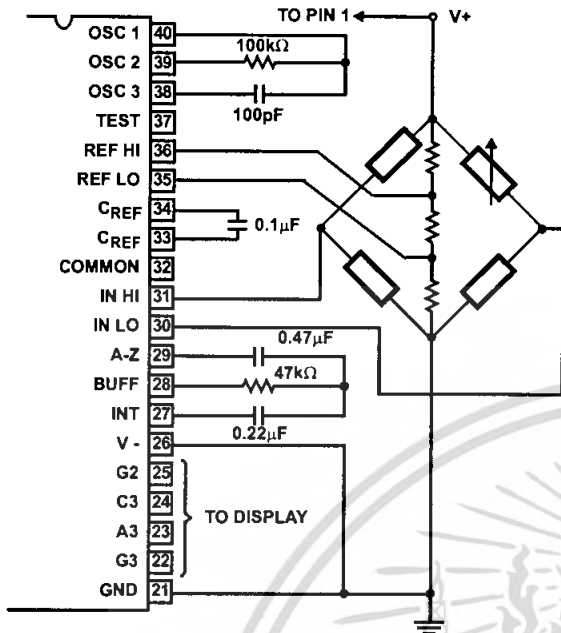 TO PIN 1
V+
OSC 1 40
100kΩ
OSC 2 39
OSC 3 38
100pF
TEST 37
REF HI 36
REF LO 35
CREF 34
0.1µF
CREF 33
COMMON 32
IN HI 31
IN LO 30
0.47µF
A-Z 29
47kΩ
BUFF 28
INT 27
0.22µF
V - 26
G2 25
C3 24
TO DISPLAY
A3 23
G3 22
GND 21